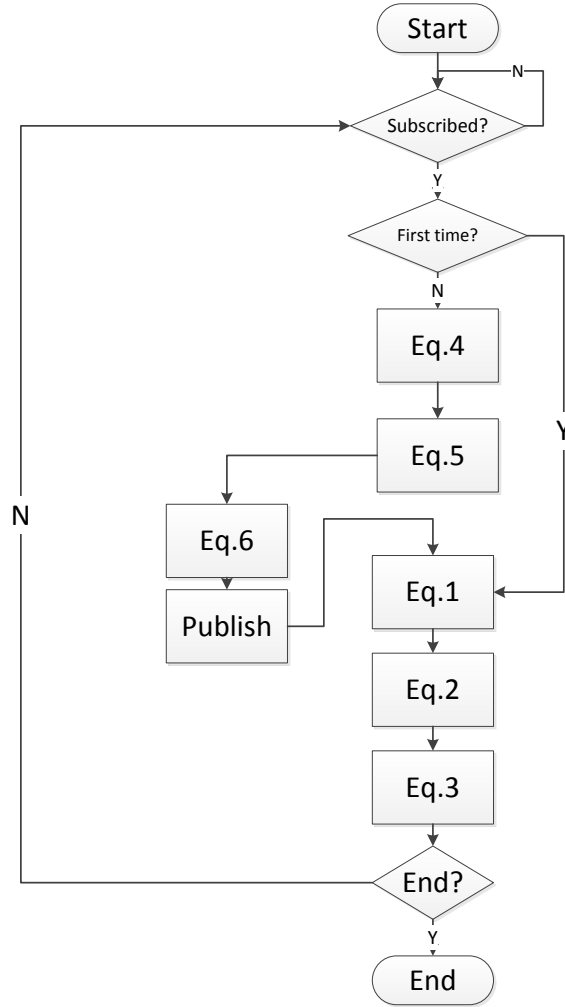 Start
N
Subscribed?
Y
First time?
N
Eq.4
Y
Eq.5
N
Eq.6
Eq.1
Publish
Eq.2
Eq.3
End?
Y
End